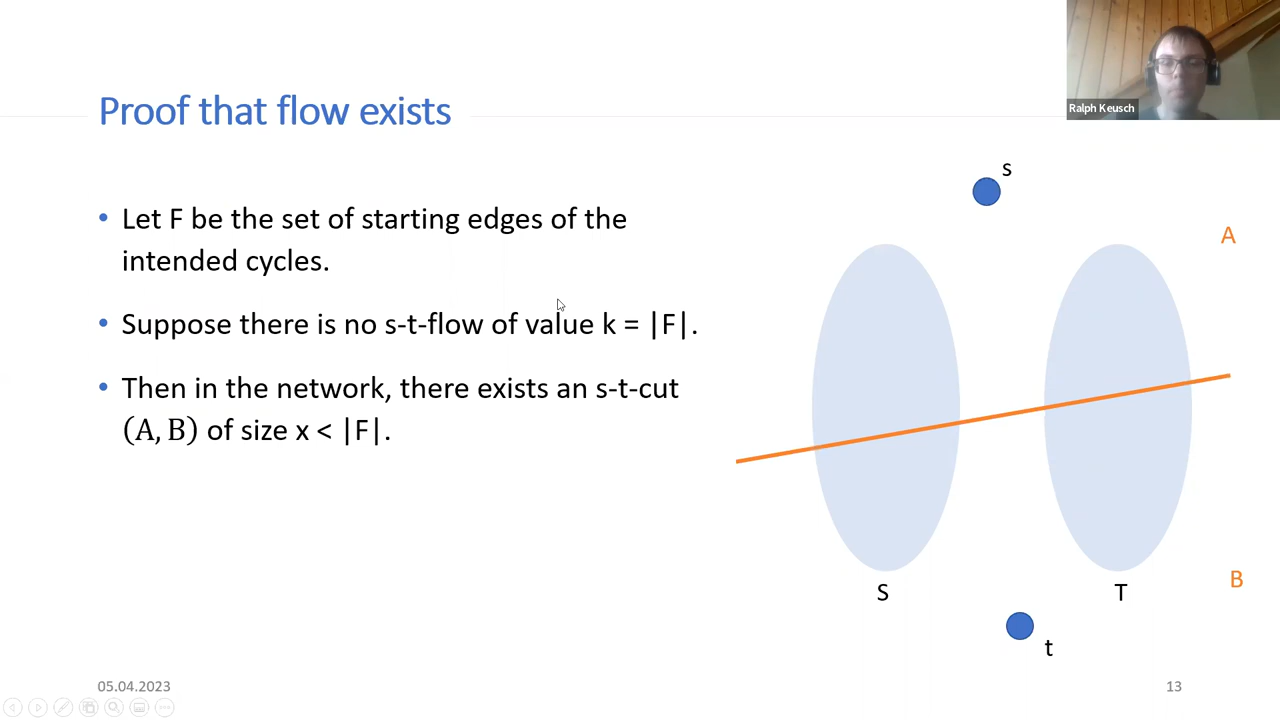 Ralph Keusch
Proof that flow exists
• Let F be the set of starting edges of the
intended cycles.
• Suppose there is no s-t-flow of value k = |F|.
• Then in the network, there exists an s-t-cut
(A, B) of size x < |F|.
s
A
B
S
T
t
05.04.2023
13